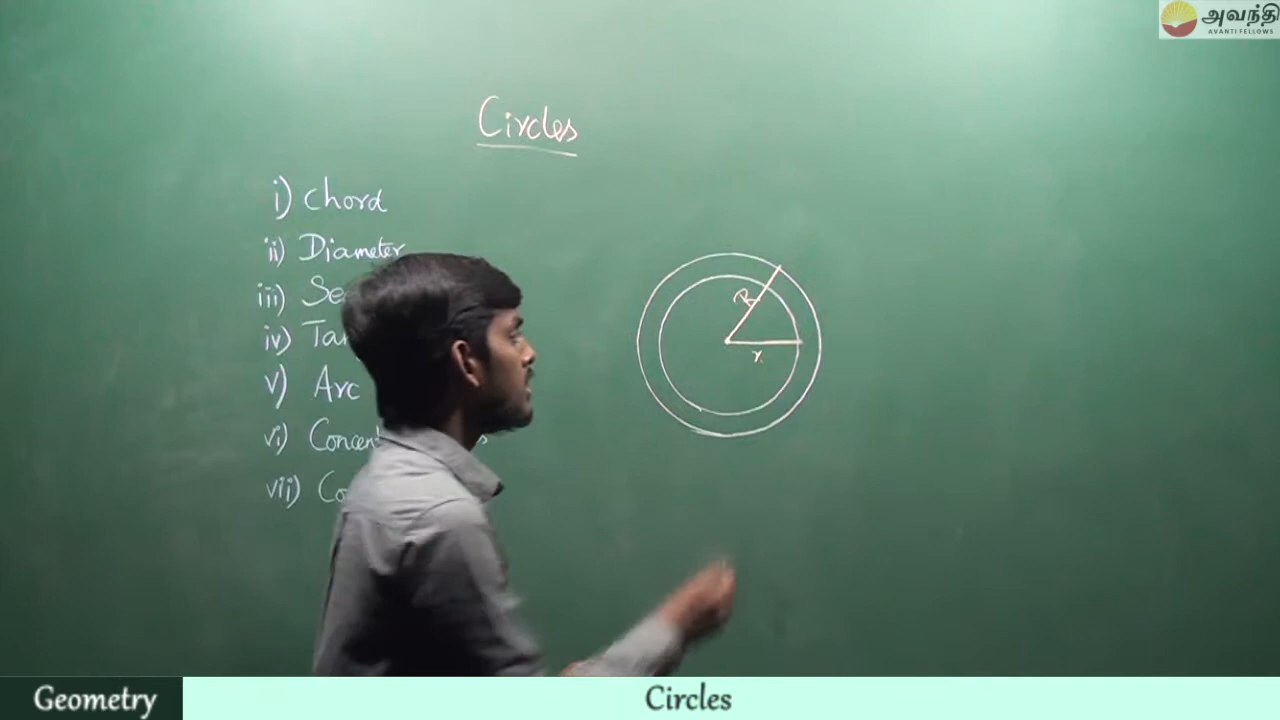 அவந்தி
AVANTI FELLOWS
Circles
i) Chord
ii) Diameter
iii)
iv)
v) Arc
vi)
vii)
R
r
Geometry
Circles